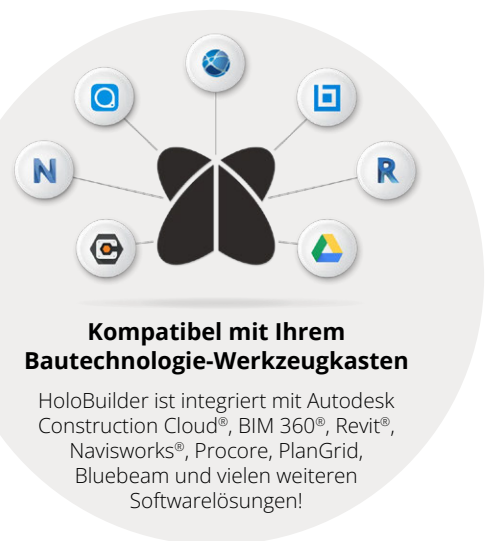 N
R
Kompatibel mit Ihrem
Bautechnologie-Werkzeugkasten
HoloBuilder ist integriert mit Autodesk
Construction Cloud®, BIM 360®, Revit®,
Navisworks®, Procore, PlanGrid,
Bluebeam und vielen weiteren
Softwarelösungen!